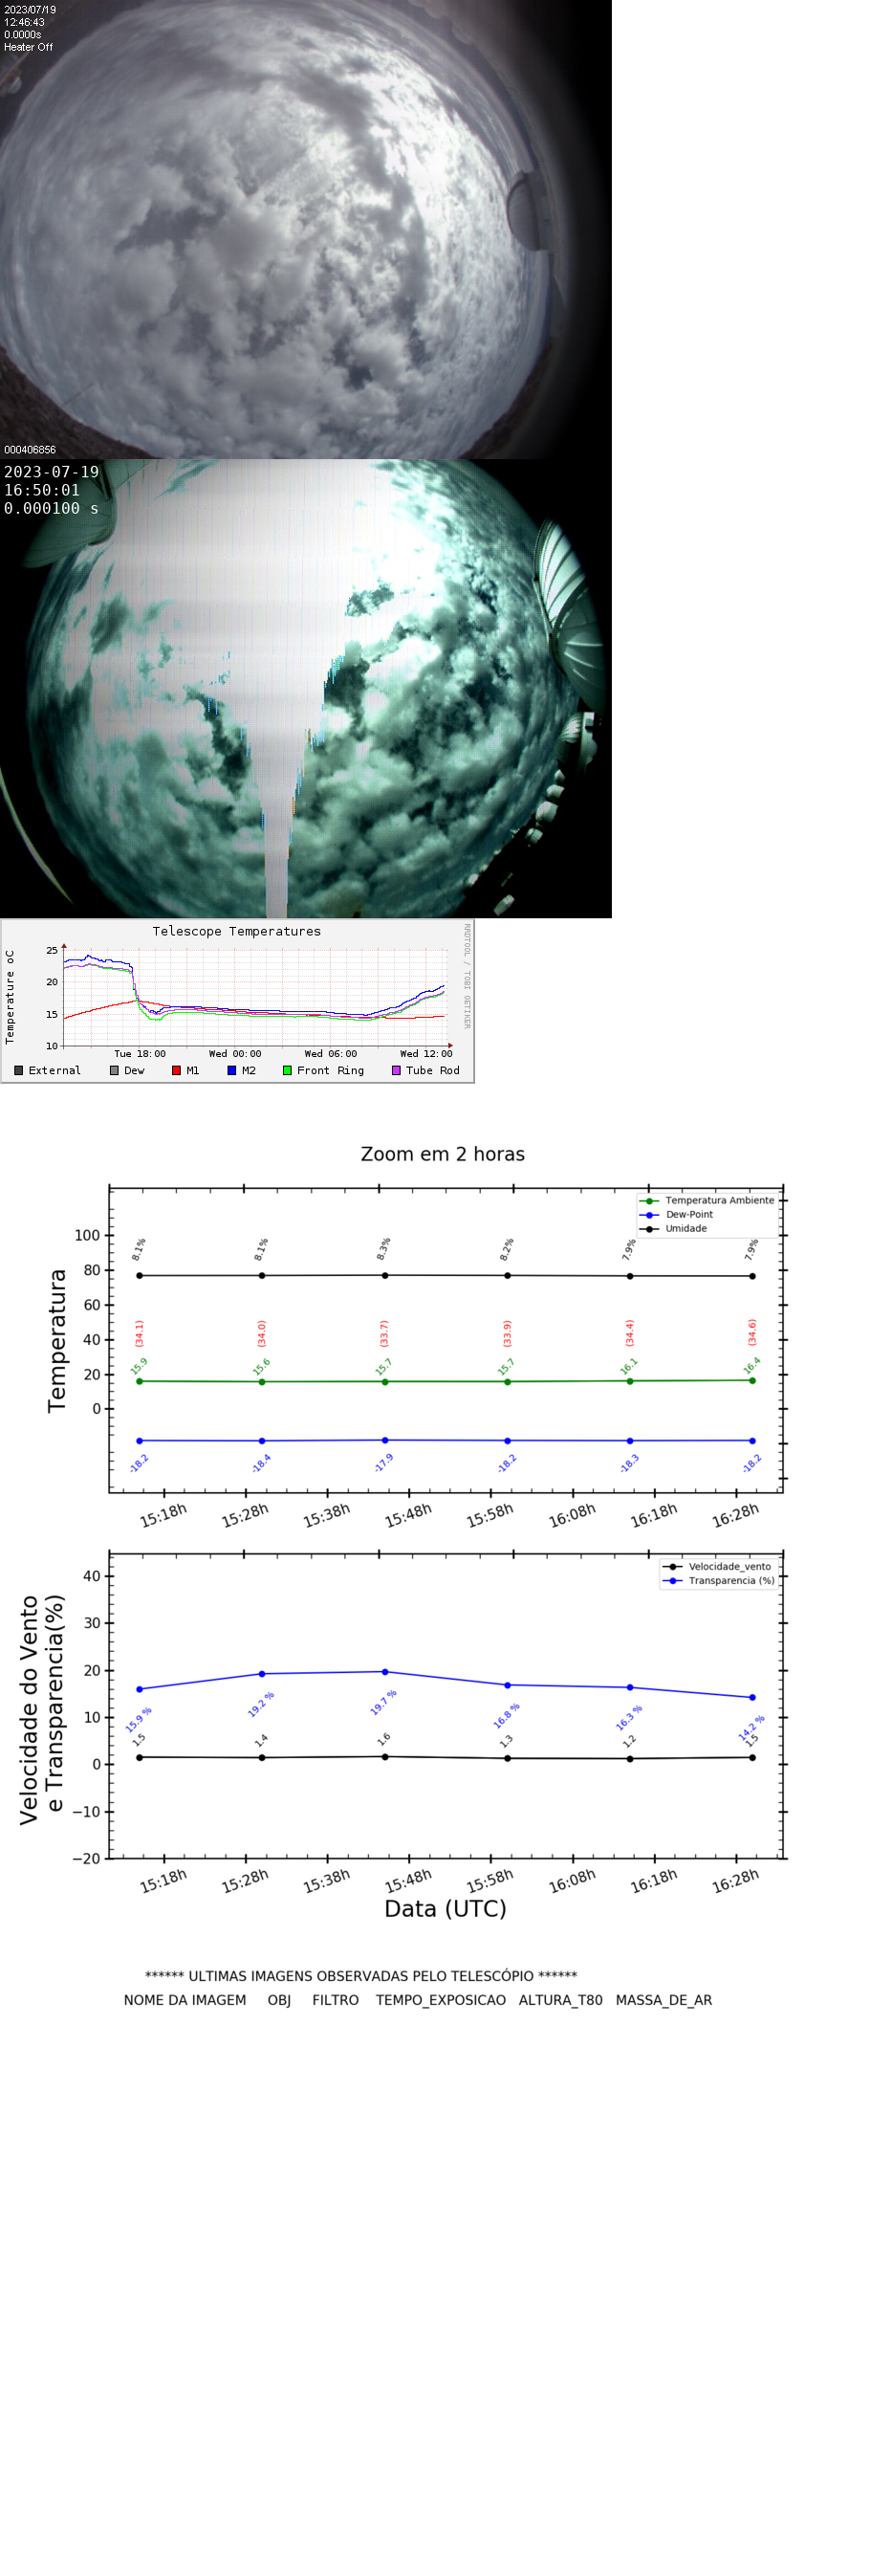 2023/07/19
12:46:43
0.0000s
Heater Off
000406856
2023-07-19
16:50:01
0.000100 s
Telescope Temperatures
RRDTOOL / TOBI OETIKER
Temperature oC
25
20
15
10
Tue 18:00 Wed 00:00 Wed 06:00 Wed 12:00
External Dew M1 M2 Front Ring Tube Rod
Zoom em 2 horas
Temperatura Ambiente
Dew-Point
Umidade
Temperatura
100
80
60
40
20
0
8.1% 8.1% 8.3% 8.2% 7.9% 7.9%
(34.1) (34.0) (33.7) (33.9) (34.4) (34.6)
15.9 15.6 15.7 15.7 16.1 16.4
-18.2 -18.4 -17.9 -18.2 -18.3 -18.2
15:18h 15:28h 15:38h 15:48h 15:58h 16:08h 16:18h 16:28h
Velocidade_vento
Transparencia (%)
Velocidade do Vento
e Transparencia(%)
40
30
20
10
0
−10
−20
15.9 % 19.2 % 19.7 % 16.8 % 16.3 % 14.2 %
1.5 1.4 1.6 1.3 1.2 1.5
15:18h 15:28h 15:38h 15:48h 15:58h 16:08h 16:18h 16:28h
Data (UTC)
****** ULTIMAS IMAGENS OBSERVADAS PELO TELESCÓPIO ******
NOME DA IMAGEM OBJ FILTRO TEMPO_EXPOSICAO ALTURA_T80 MASSA_DE_AR